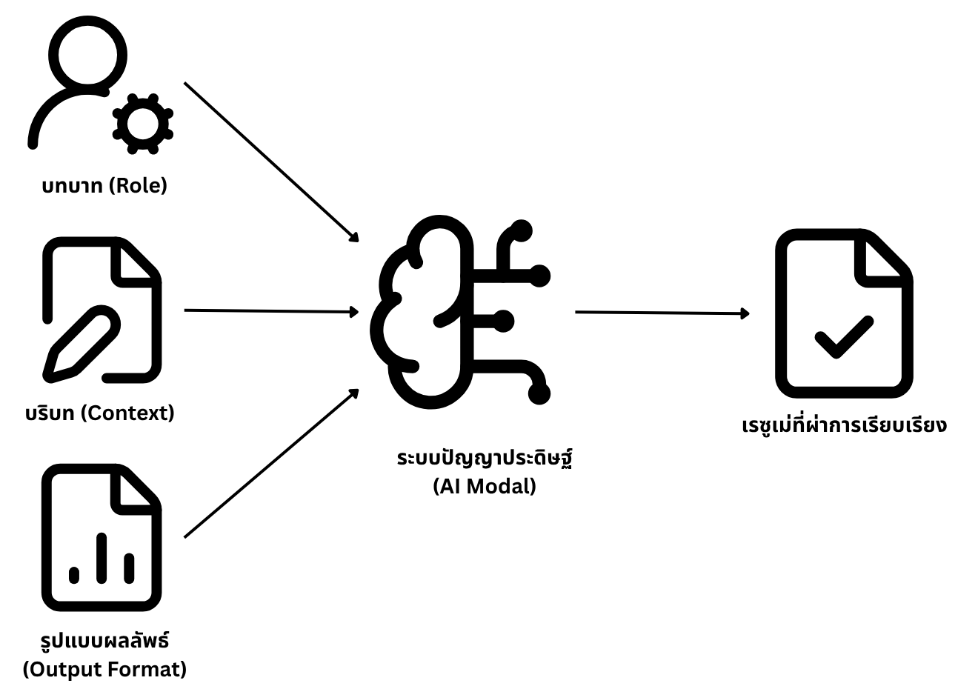 บทบาท (Role)
บริบท (Context)
รูปแบบผลลัพธ์
(Output Format)
ระบบปัญญาประดิษฐ์
(AI Modal)
เรซูเม่ที่ผ่าการเรียบเรียง